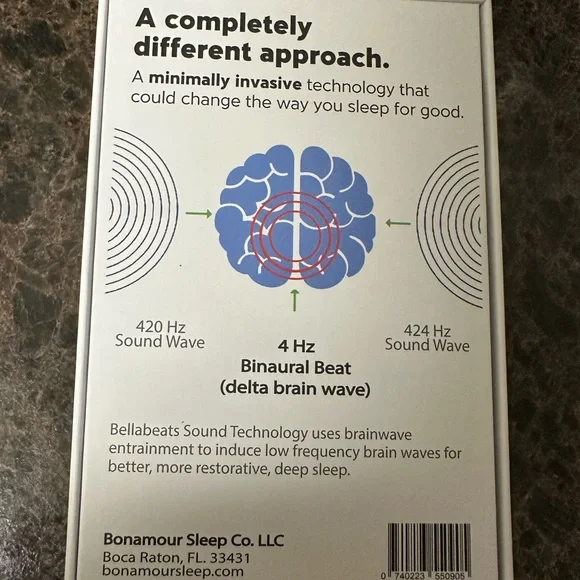 A completely
different approach.
A minimally invasive technology that
could change the way you sleep for good.
420 Hz
Sound Wave
4 Hz
Binaural Beat
(delta brain wave)
424 Hz
Sound Wave
Bellabeats Sound Technology uses brainwave
entrainment to induce low frequency brain waves for
better, more restorative, deep sleep.
Bonamour Sleep Co. LLC
Boca Raton, FL. 33431
bonamoursleep.com
0 740223 550905